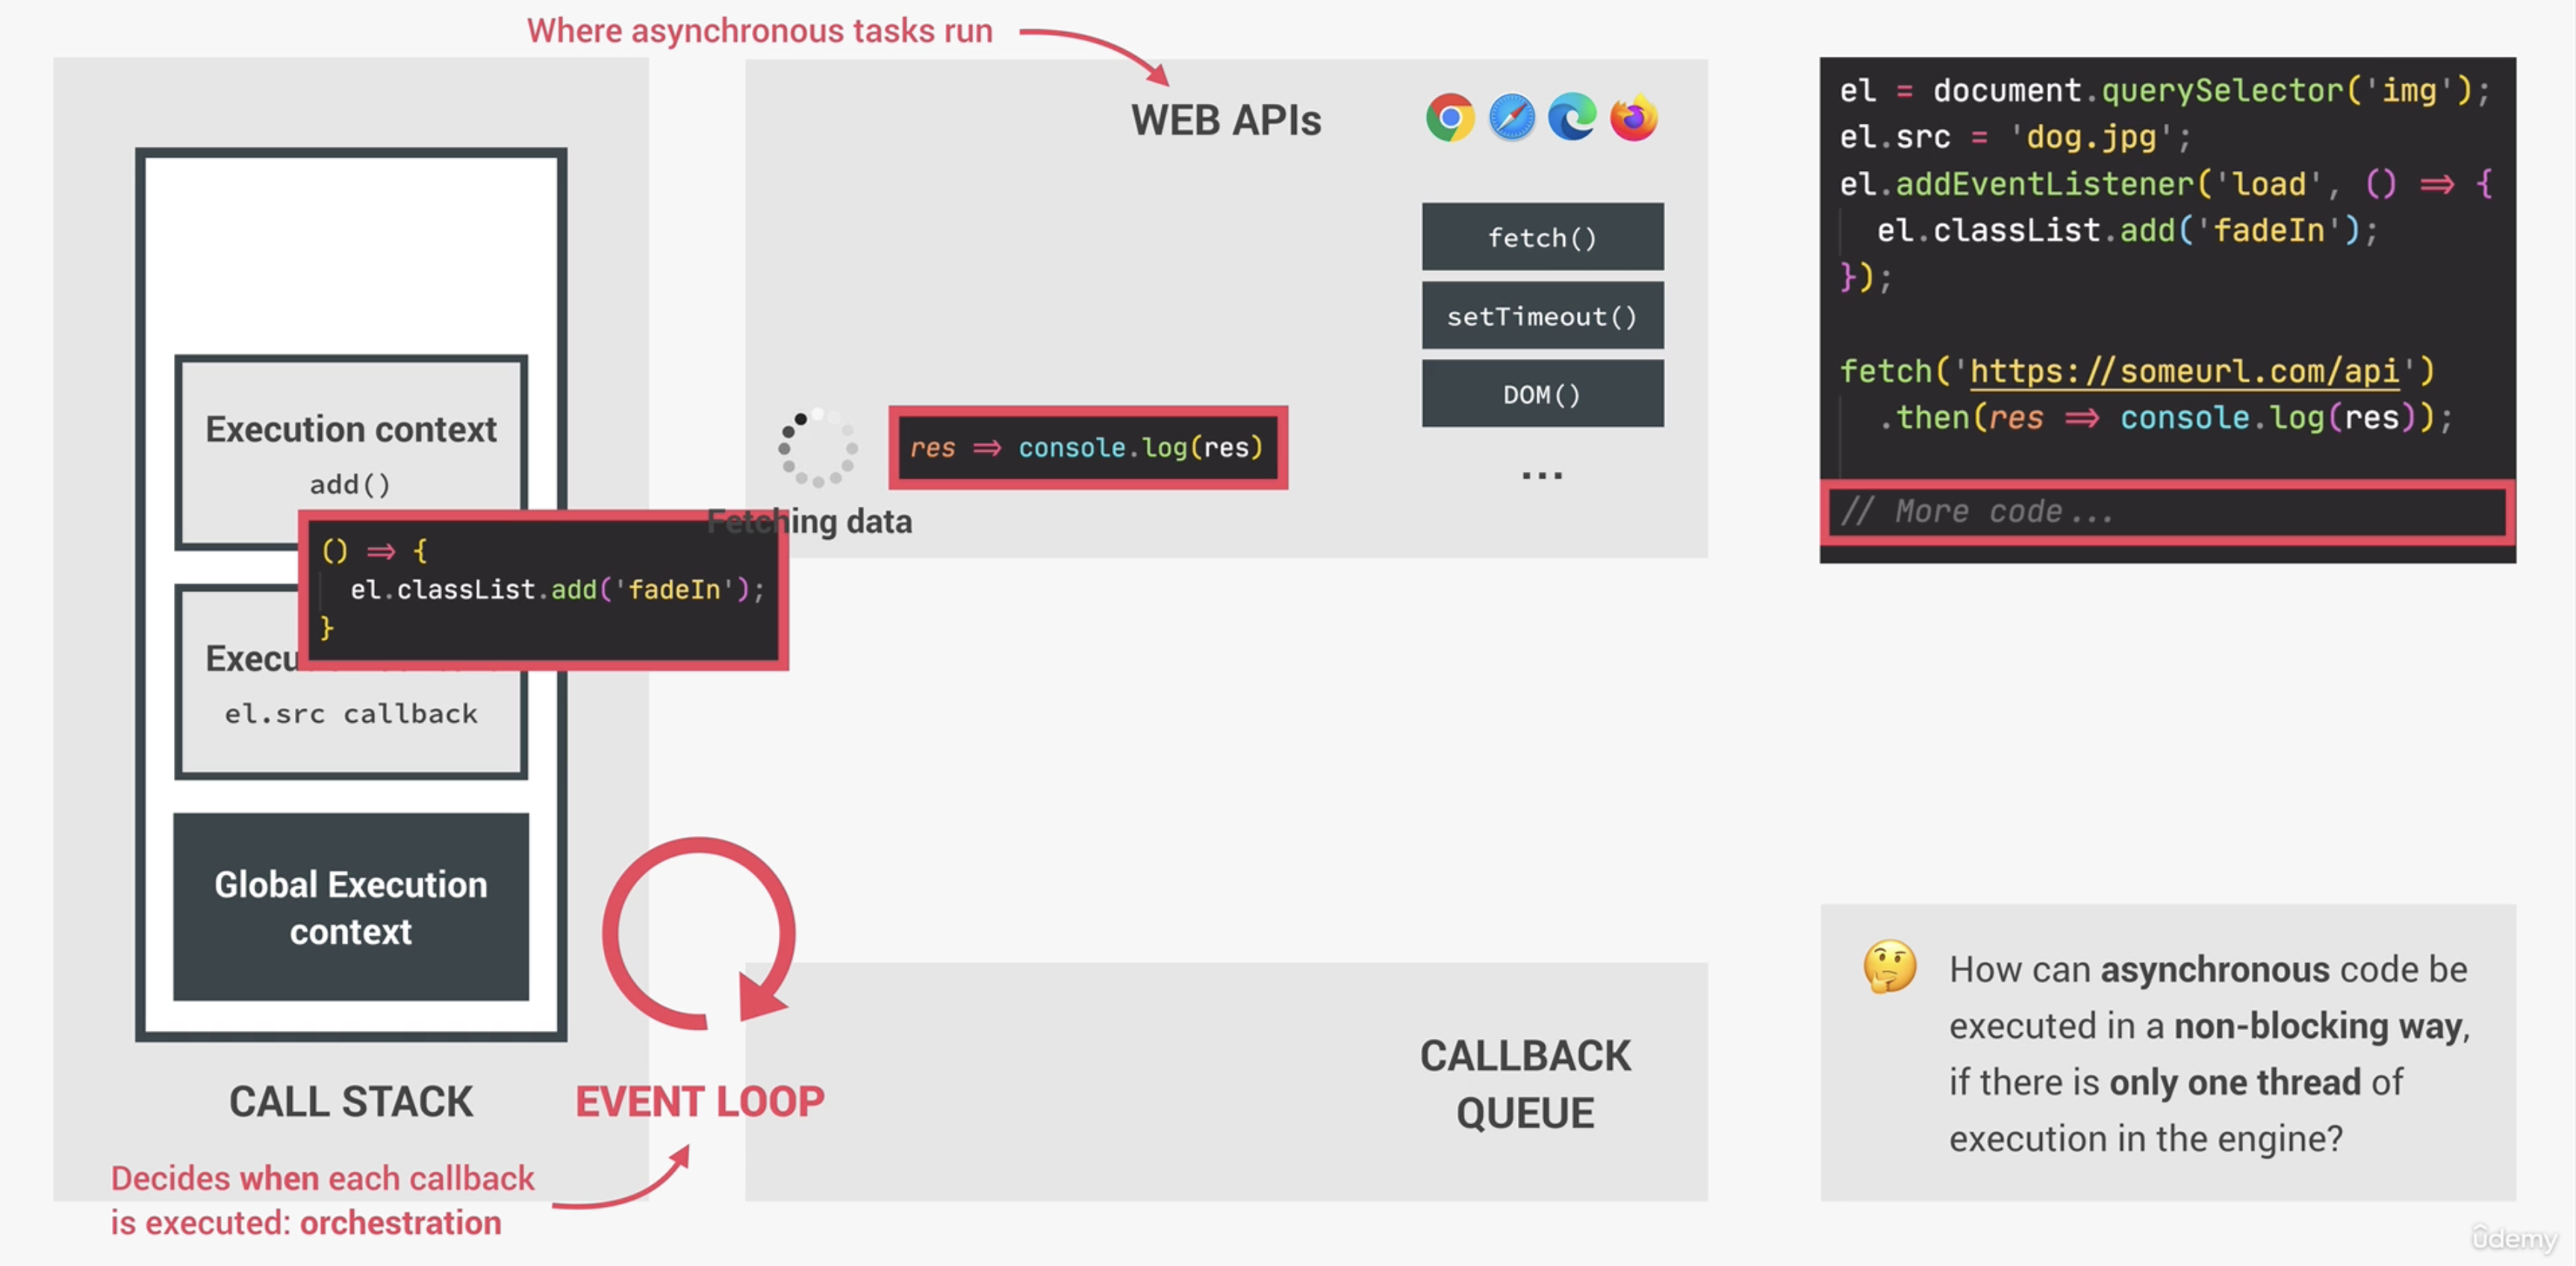 Where asynchronous tasks run
WEB APIs
fetch()
setTimeout()
DOM()
...
res => console.log(res)
Fetching data
Execution context
add()
() => {
el.classList.add('fadeIn');
}
el.src callback
Global Execution
context
CALL STACK
EVENT LOOP
Decides when each callback
is executed: orchestration
CALLBACK
QUEUE
el = document.querySelector('img');
el.src = 'dog.jpg';
el.addEventListener('load', () => {
el.classList.add('fadeIn');
});
fetch('https://someurl.com/api')
.then(res => console.log(res));
// More code...
How can asynchronous code be
executed in a non-blocking way,
if there is only one thread of
execution in the engine?
udemy